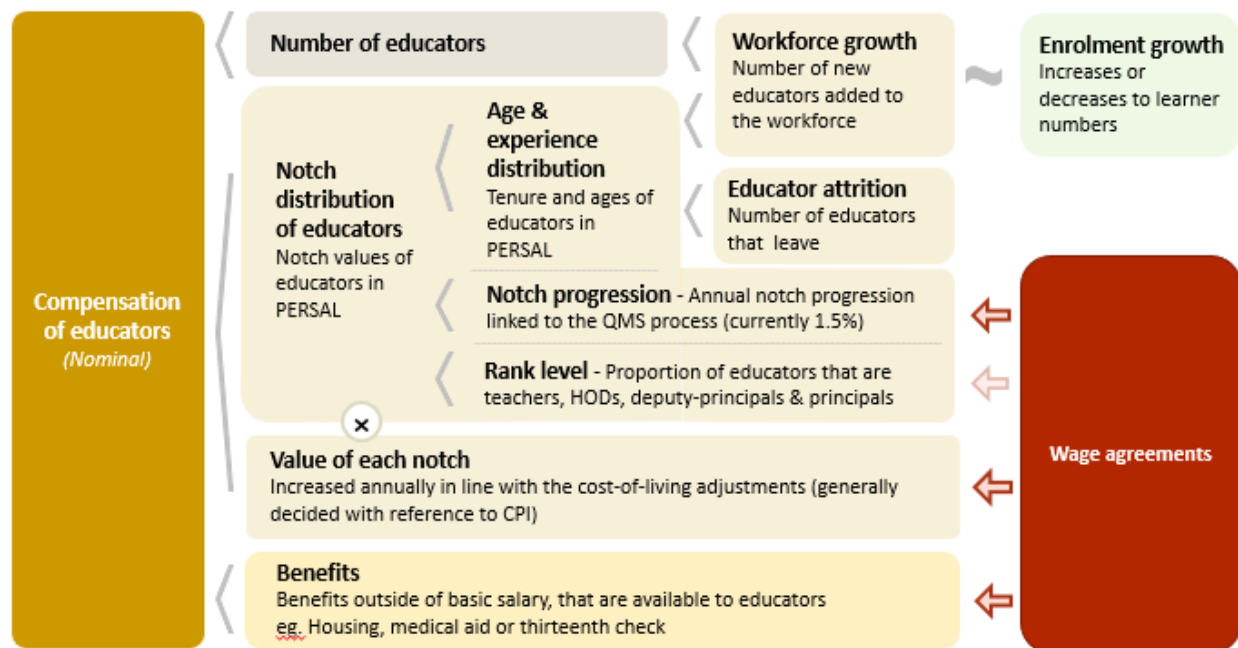 Compensation
of educators
(Nominal)
Number of educators
Workforce growth
Number of new
educators added to
the workforce
Enrolment growth
Increases or
decreases to learner
numbers
Notch
distribution
of educators
Notch values of
educators in
PERSAL
Age &
experience
distribution
Tenure and ages of
educators in
PERSAL
Educator attrition
Number of educators
that leave
Notch progression - Annual notch progression
linked to the QMS process (currently 1.5%)
Rank level - Proportion of educators that are
teachers, HODs, deputy-principals & principals
×
Value of each notch
Increased annually in line with the cost-of-living adjustments (generally
decided with reference to CPI)
Benefits
Benefits outside of basic salary, that are available to educators
eg. Housing, medical aid or thirteenth check
Wage agreements